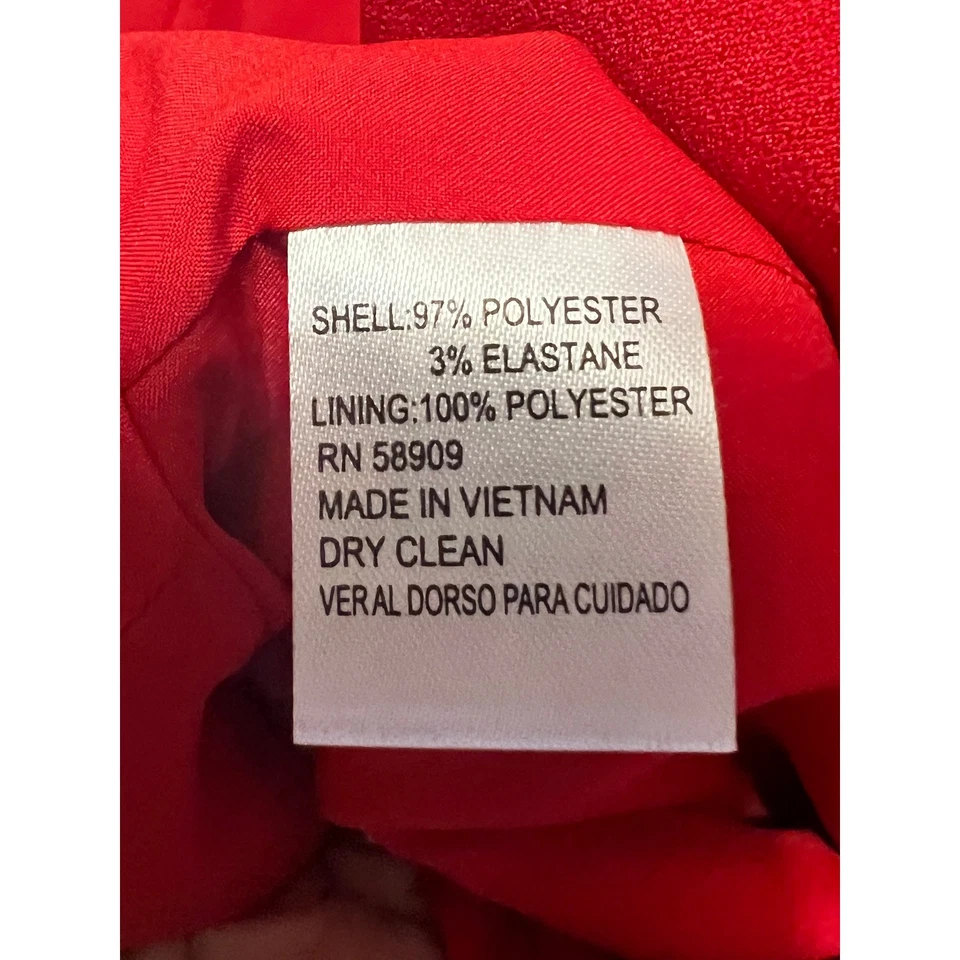 SHELL:97% POLYESTER
3% ELASTANE
LINING:100% POLYESTER
RN 58909
MADE IN VIETNAM
DRY CLEAN
VER AL DORSO PARA CUIDADO